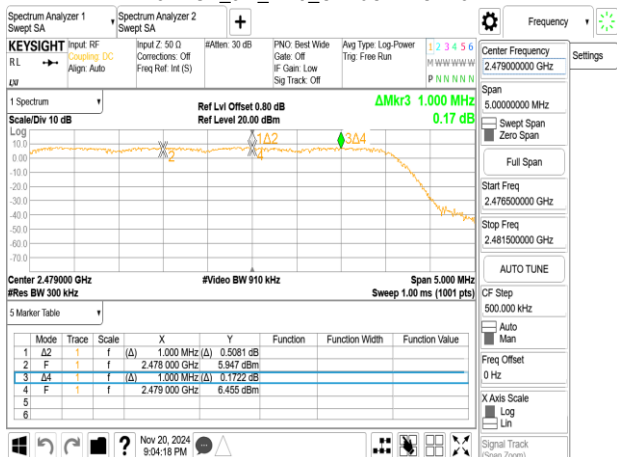 Spectrum Analyzer 1
Swept SA
Spectrum Analyzer 2
Swept SA
+
Frequency
KEYSIGHT
RL
Input: RF
Coupling: DC
Align: Auto
Input Z: 50 Ω
Corrections: Off
Freq Ref: Int (S)
#Atten: 30 dB
PNO: Best Wide
Gate: Off
IF Gain: Low
Sig Track: Off
Avg Type: Log-Power
Trig: Free Run
1 2 3 4 5 6
M W W W W W
P N N N N N
1 Spectrum
Scale/Div 10 dB
Ref Lvl Offset 0.80 dB
Ref Level 20.00 dBm
ΔMkr3 1.000 MHz
0.17 dB
Log
10.0
0.00
-10.0
-20.0
-30.0
-40.0
-50.0
-60.0
-70.0
2
1Δ2
4
3Δ4
Center 2.479000 GHz
#Res BW 300 kHz
#Video BW 910 kHz
Span 5.000 MHz
Sweep 1.00 ms (1001 pts)
5 Marker Table
Mode Trace Scale X Y Function Function Width Function Value
1 Δ2 1 f (Δ) 1.000 MHz (Δ) 0.5081 dB
2 F 1 f 2.478 000 GHz 5.947 dBm
3 Δ4 1 f (Δ) 1.000 MHz (Δ) 0.1722 dB
4 F 1 f 2.479 000 GHz 6.455 dBm
5
6
?
Nov 20, 2024
9:04:18 PM
Center Frequency
2.479000000 GHz
Settings
Span
5.00000000 MHz
Swept Span
Zero Span
Full Span
Start Freq
2.476500000 GHz
Stop Freq
2.481500000 GHz
AUTO TUNE
CF Step
500.000 kHz
Auto
Man
Freq Offset
0 Hz
X Axis Scale
Log
Lin
Signal Track
(Span Zoom)